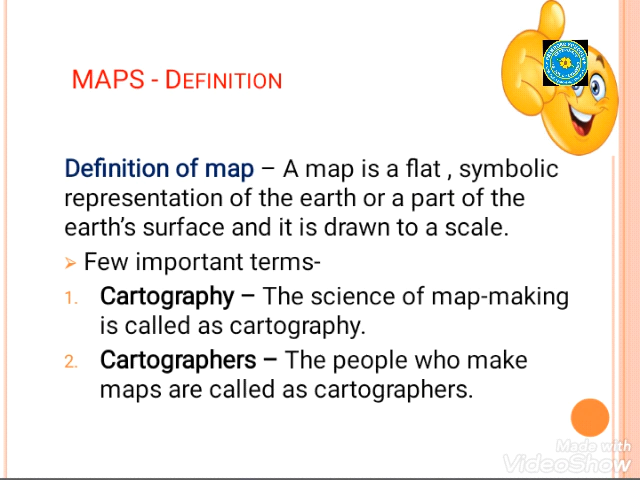 MAPS - DEFINITION
Definition of map – A map is a flat , symbolic
representation of the earth or a part of the
earth's surface and it is drawn to a scale.
➢ Few important terms-
1. Cartography – The science of map-making
is called as cartography.
2. Cartographers – The people who make
maps are called as cartographers.
Made with
VideoShow